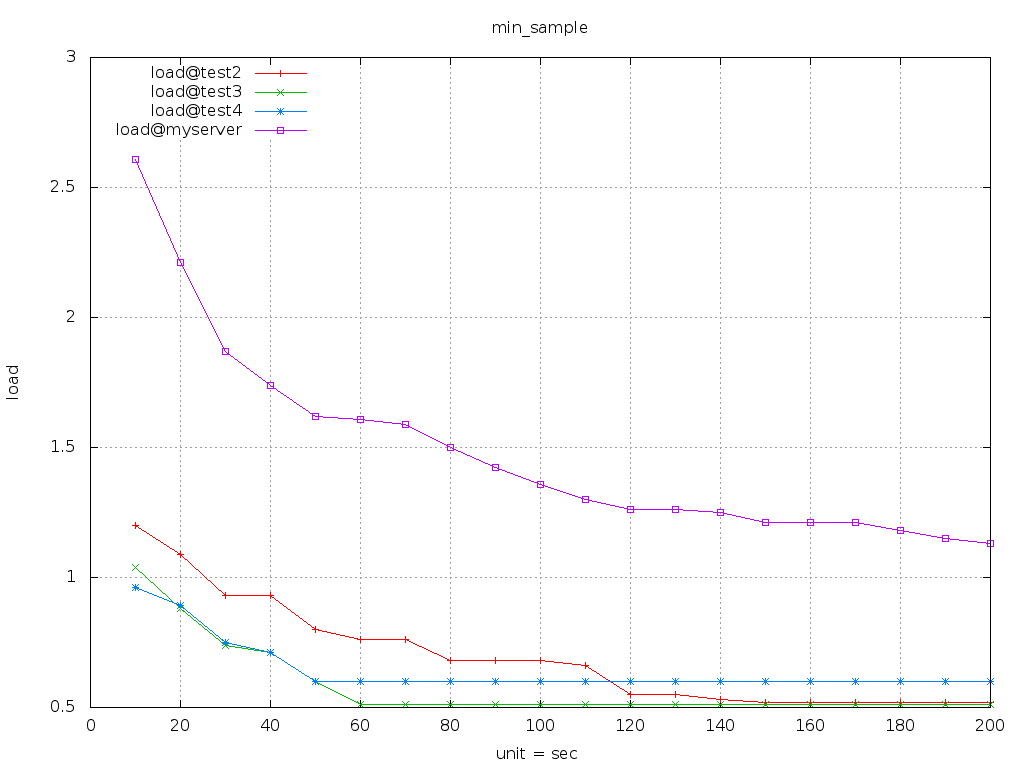 min_sample
3
load@test2
load@test3
load@test4
load@myserver
2.5
2
load
1.5
1
0.5
0 20 40 60 80 100 120 140 160 180 200
unit = sec